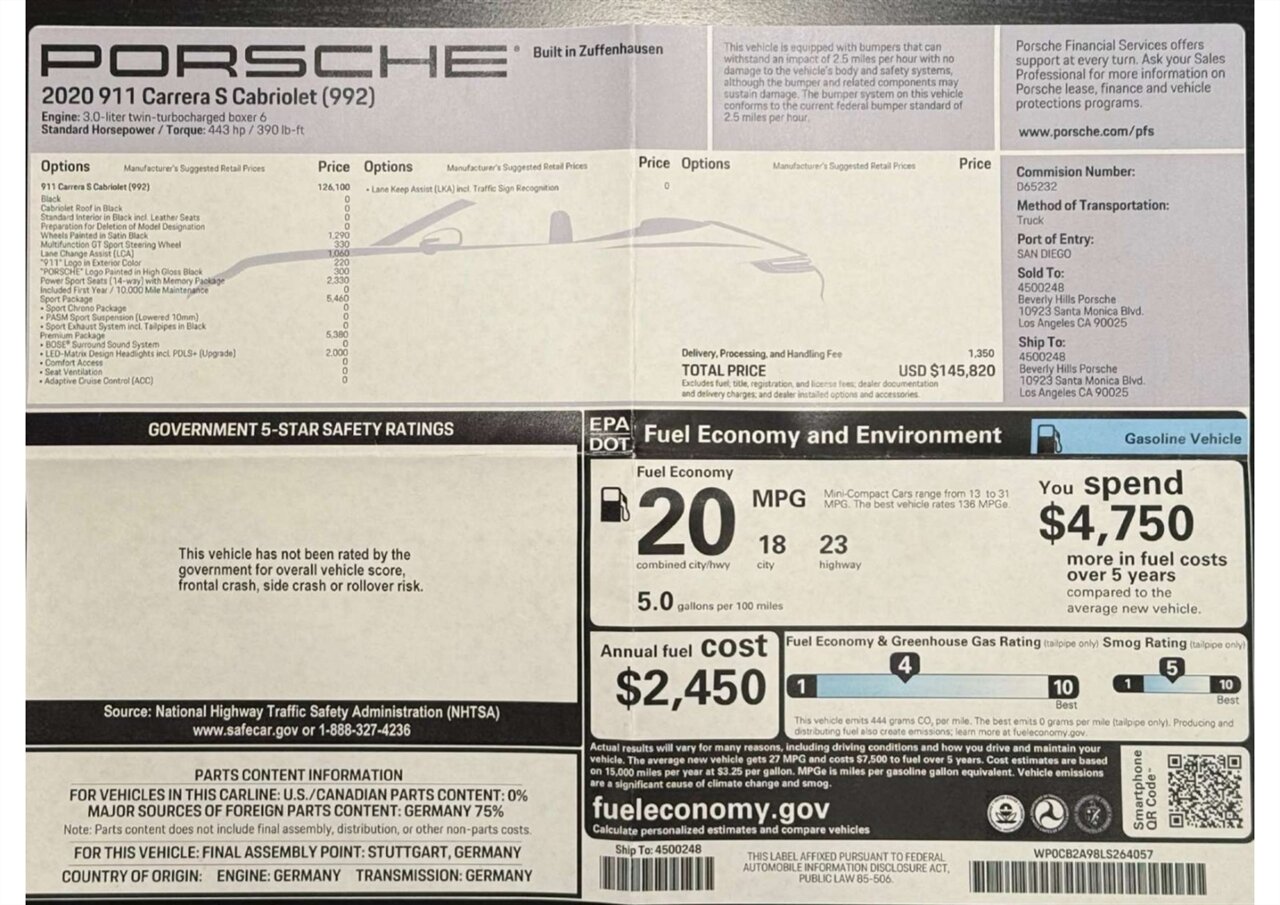 PORSCHE
Built in Zuffenhausen
2020 911 Carrera S Cabriolet (992)
Engine: 3.0-liter twin-turbocharged boxer 6
Standard Horsepower / Torque: 443 hp / 390 lb-ft
This vehicle is equipped with bumpers that can
withstand an impact of 2.5 miles per hour with no
damage to the vehicle's body and safety systems,
although the bumper and related components may
sustain damage. The bumper system on this vehicle
conforms to the current federal bumper standard of
2.5 miles per hour.
Porsche Financial Services offers
support at every turn. Ask your Sales
Professional for more information on
Porsche lease, finance and vehicle
protections programs.
www.porsche.com/pfs
Options Manufacturer's Suggested Retail Prices Price
911 Carrera S Cabriolet (992) 126,100
Black 0
Cabriolet Roof in Black 0
Standard Interior in Black incl. Leather Seats 0
Preparation for Deletion of Model Designation 0
Wheels Painted in Satin Black 1,290
Multifunction GT Sport Steering Wheel 330
Lane Change Assist (LCA) 1,060
"911" Logo in Exterior Color 220
"PORSCHE" Logo Painted in High Gloss Black 300
Power Sport Seats (14-way) with Memory Package 2,330
Included First Year / 10,000 Mile Maintenance 0
Sport Package 5,460
• Sport Chrono Package 0
• PASM Sport Suspension (Lowered 10mm) 0
• Sport Exhaust System incl. Tailpipes in Black 0
Premium Package 5,380
• BOSE® Surround Sound System 0
• LED-Matrix Design Headlights incl. PDLS+ (Upgrade) 2,000
• Comfort Access 0
• Seat Ventilation 0
• Adaptive Cruise Control (ACC) 0
Options Manufacturer's Suggested Retail Prices Price
• Lane Keep Assist (LKA) incl. Traffic Sign Recognition 0
Options Manufacturer's Suggested Retail Prices Price
Delivery, Processing, and Handling Fee 1,350
TOTAL PRICE USD $145,820
Excludes fuel, title, registration, and license fees; dealer documentation
and delivery charges; and dealer installed options and accessories.
Commision Number:
D65232
Method of Transportation:
Truck
Port of Entry:
SAN DIEGO
Sold To:
4500248
Beverly Hills Porsche
10923 Santa Monica Blvd.
Los Angeles CA 90025
Ship To:
4500248
Beverly Hills Porsche
10923 Santa Monica Blvd.
Los Angeles CA 90025
GOVERNMENT 5-STAR SAFETY RATINGS
This vehicle has not been rated by the
government for overall vehicle score,
frontal crash, side crash or rollover risk.
Source: National Highway Traffic Safety Administration (NHTSA)
www.safecar.gov or 1-888-327-4236
PARTS CONTENT INFORMATION
FOR VEHICLES IN THIS CARLINE: U.S./CANADIAN PARTS CONTENT: 0%
MAJOR SOURCES OF FOREIGN PARTS CONTENT: GERMANY 75%
Note: Parts content does not include final assembly, distribution, or other non-parts costs.
FOR THIS VEHICLE: FINAL ASSEMBLY POINT: STUTTGART, GERMANY
COUNTRY OF ORIGIN: ENGINE: GERMANY TRANSMISSION: GERMANY
EPA
DOT
Fuel Economy and Environment
Gasoline Vehicle
Fuel Economy
20 MPG
combined city/hwy
18 city
23 highway
5.0 gallons per 100 miles
Mini-Compact Cars range from 13 to 31
MPG. The best vehicle rates 136 MPGe.
You spend
$4,750
more in fuel costs
over 5 years
compared to the
average new vehicle.
Annual fuel cost
$2,450
Fuel Economy & Greenhouse Gas Rating (tailpipe only)
1 4 10
Best
Smog Rating (tailpipe only)
1 5 10
Best
This vehicle emits 444 grams CO₂ per mile. The best emits 0 grams per mile (tailpipe only). Producing and
distributing fuel also create emissions; learn more at fueleconomy.gov.
Actual results will vary for many reasons, including driving conditions and how you drive and maintain your
vehicle. The average new vehicle gets 27 MPG and costs $7,500 to fuel over 5 years. Cost estimates are based
on 15,000 miles per year at $3.25 per gallon. MPGe is miles per gasoline gallon equivalent. Vehicle emissions
are a significant cause of climate change and smog.
fueleconomy.gov
Calculate personalized estimates and compare vehicles
Smartphone
QR Code™
Ship To: 4500248
THIS LABEL AFFIXED PURSUANT TO FEDERAL
AUTOMOBILE INFORMATION DISCLOSURE ACT,
PUBLIC LAW 85-506.
WP0CB2A98LS264057